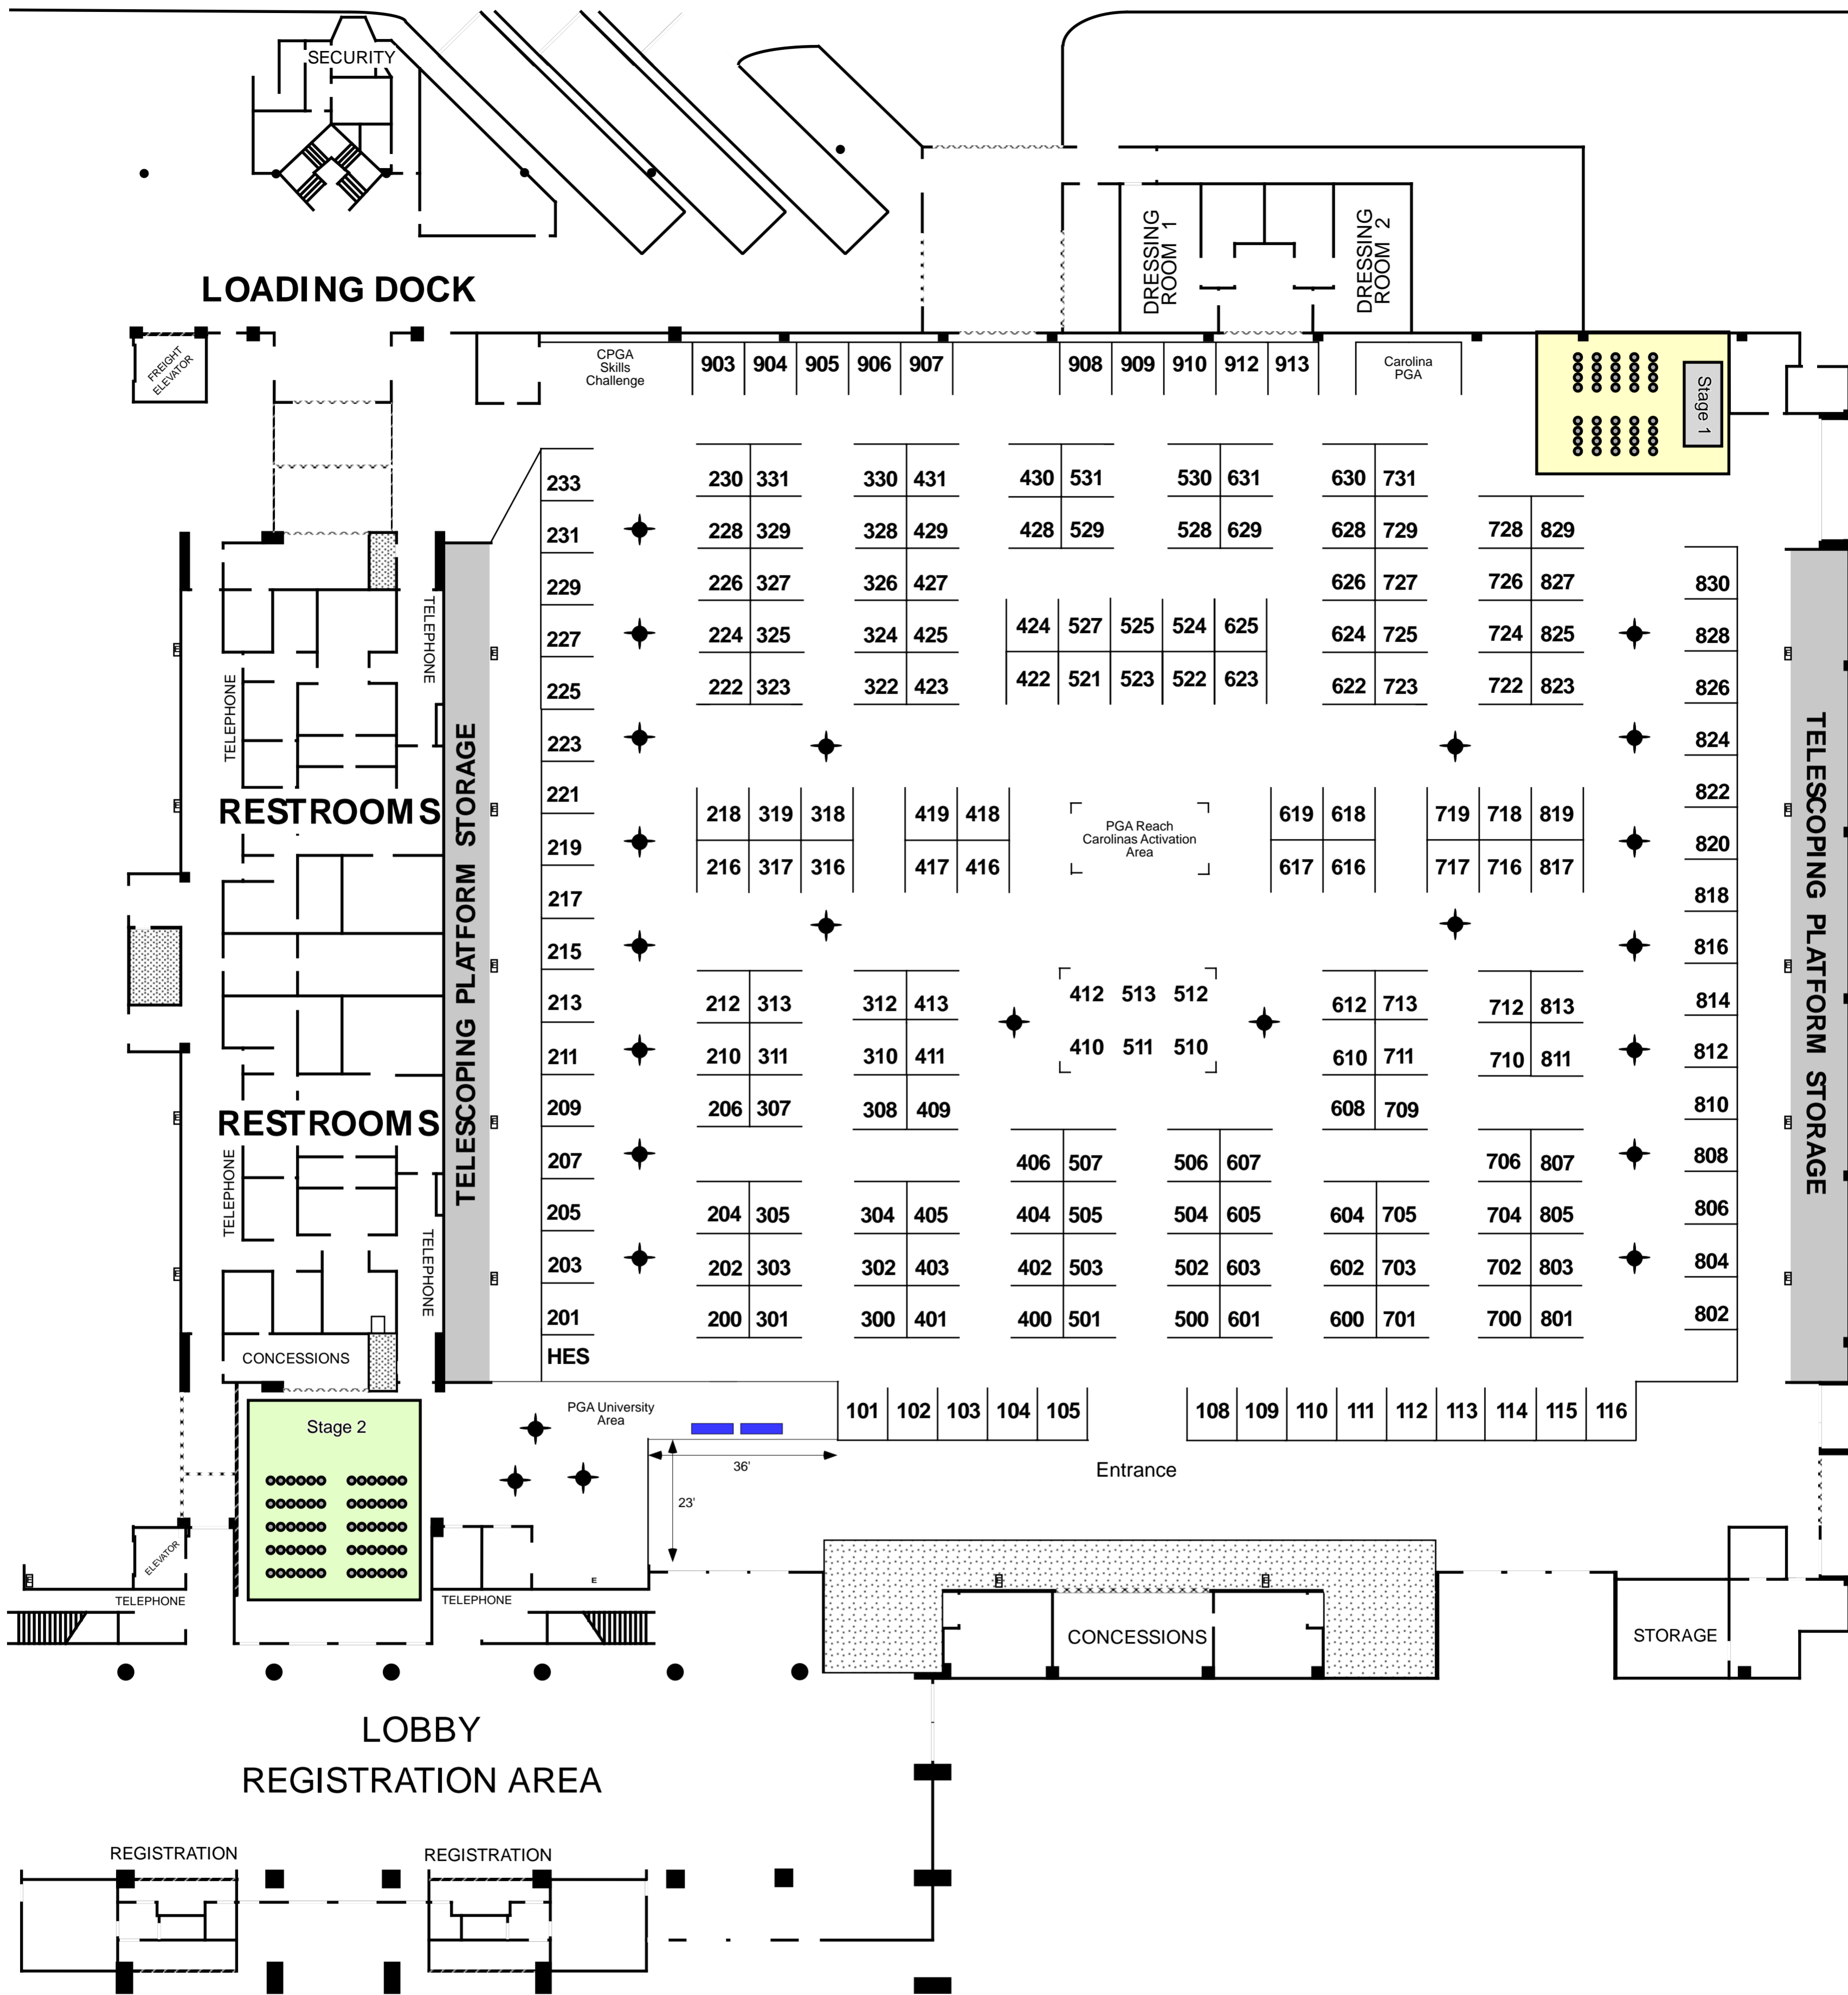 SECURITY
DRESSING
ROOM 1
DRESSING
ROOM 2
LOADING DOCK
FREIGHT
ELEVATOR
CPGA
Skills
Challenge
903 904 905 906 907
908 909 910 912 913
Carolina
PGA
Stage 1
233
231
229
227
225
223
221
219
217
215
213
211
209
207
205
203
201
HES
230 331 330 431 430 531 530 631 630 731
228 329 328 429 428 529 528 629 628 729 728 829
226 327 326 427 626 727 726 827
224 325 324 425 424 527 525 524 625 624 725 724 825
222 323 322 423 422 521 523 522 623 622 723 722 823
218 319 318 419 418 619 618 719 718 819
216 317 316 417 416 617 616 717 716 817
PGA Reach
Carolinas Activation
Area
212 313 312 413 412 513 512 612 713 712 813
210 311 310 411 410 511 510 610 711 710 811
206 307 308 409 608 709
406 507 506 607 706 807
204 305 304 405 404 505 504 605 604 705 704 805
202 303 302 403 402 503 502 603 602 703 702 803
200 301 300 401 400 501 500 601 600 701 700 801
830
828
826
824
822
820
818
816
814
812
810
808
806
804
802
TELESCOPING PLATFORM STORAGE
TELESCOPING PLATFORM STORAGE
TELEPHONE
TELEPHONE
RESTROOMS
RESTROOMS
TELEPHONE
TELEPHONE
CONCESSIONS
Stage 2
PGA University
Area
36'
23'
101 102 103 104 105
108 109 110 111 112 113 114 115 116
Entrance
ELEVATOR
TELEPHONE
TELEPHONE
E
CONCESSIONS
STORAGE
LOBBY
REGISTRATION AREA
REGISTRATION
REGISTRATION